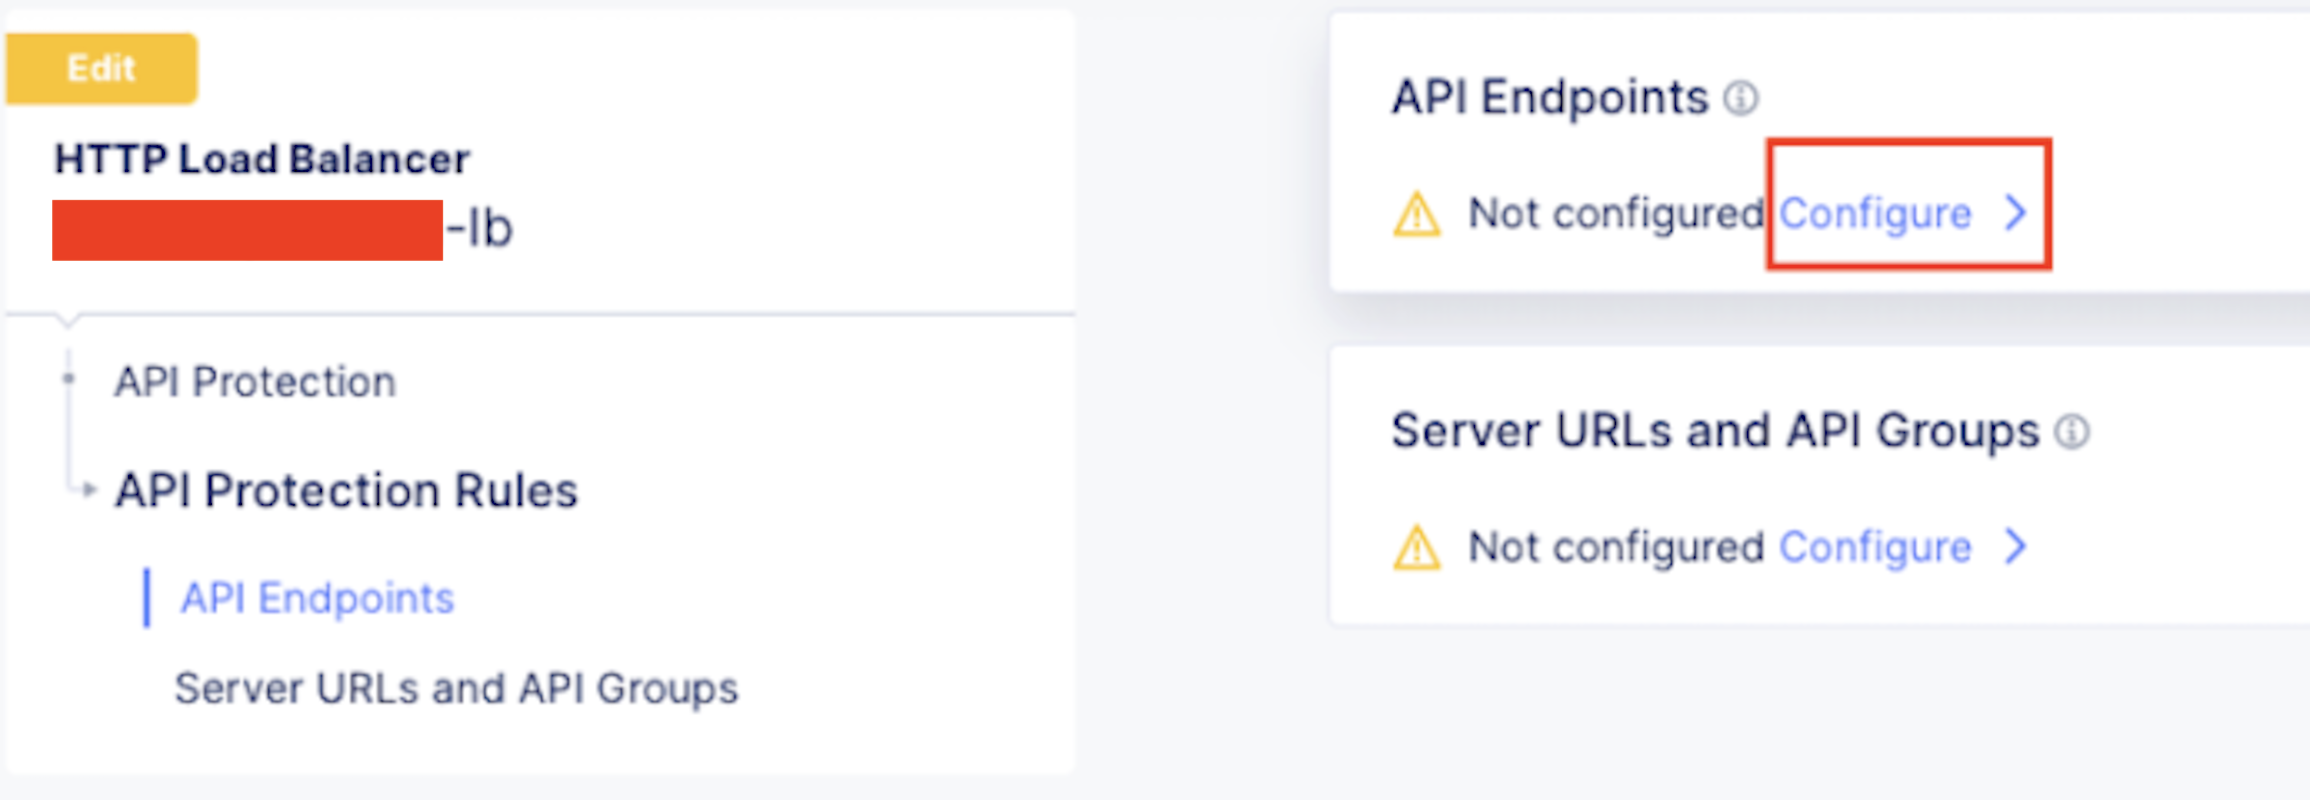 Edit
HTTP Load Balancer
-lb
API Protection
API Protection Rules
API Endpoints
Server URLs and API Groups
API Endpoints
Not configured Configure
Server URLs and API Groups
Not configured Configure